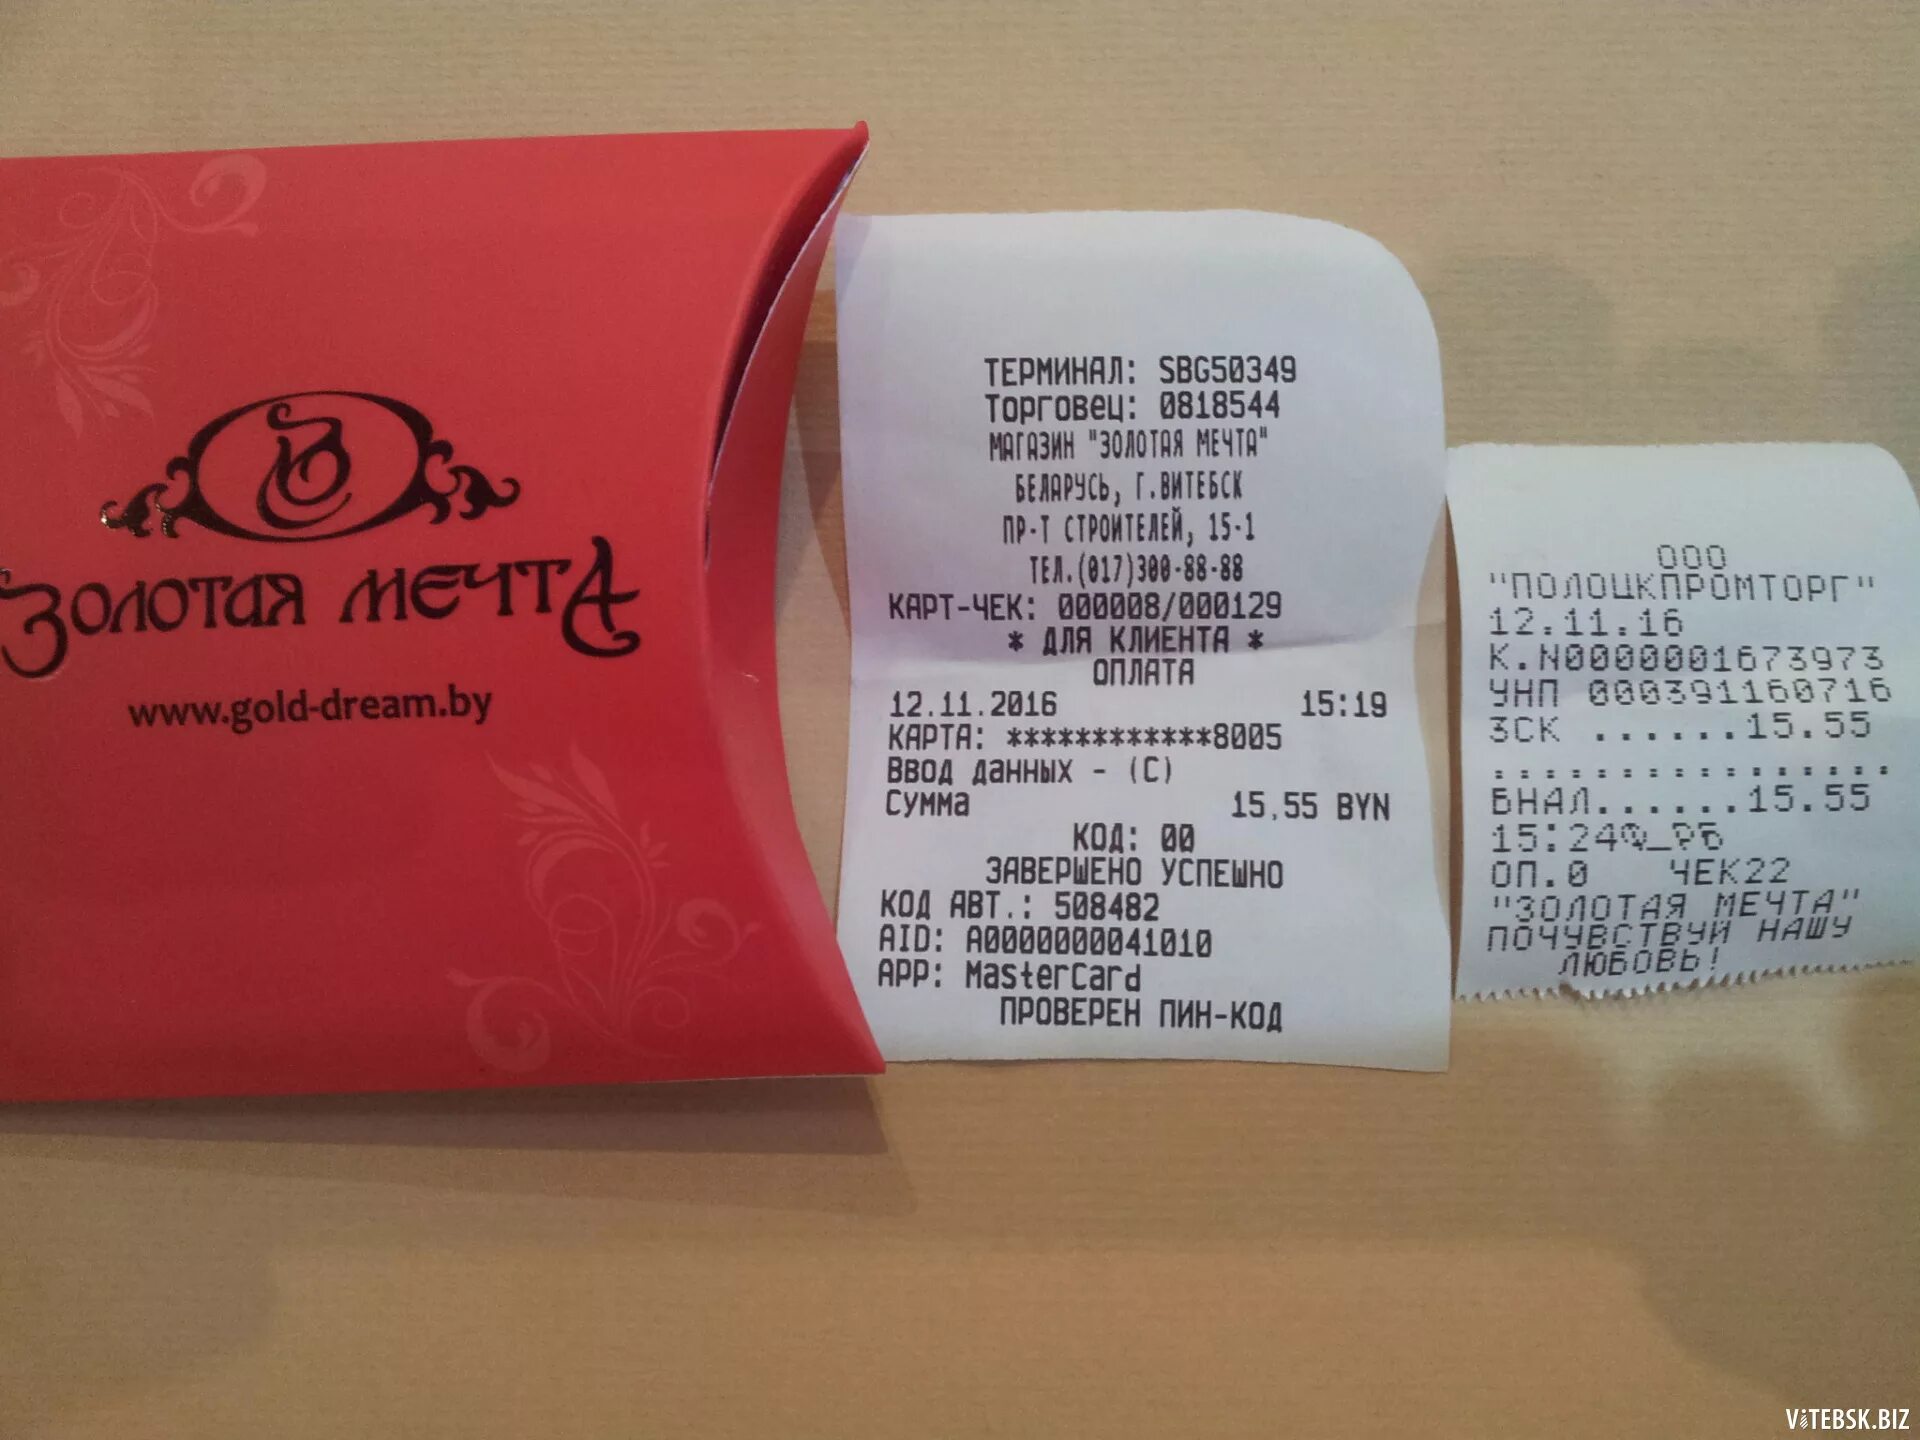 ЗОЛОТАЯ МЕЧТА
www.gold-dream.by
ТЕРМИНАЛ: SBG50349
Торговец: 0818544
МАГАЗИН "ЗОЛОТАЯ МЕЧТА"
БЕЛАРУСЬ, Г.ВИТЕБСК
ПР-Т СТРОИТЕЛЕЙ, 15-1
ТЕЛ.(017)300-88-88
КАРТ-ЧЕК: 000008/000129
* ДЛЯ КЛИЕНТА *
ОПЛАТА
12.11.2016 15:19
КАРТА: ************8005
Ввод данных - (C)
Сумма 15,55 BYN
КОД: 00
ЗАВЕРШЕНО УСПЕШНО
КОД АВТ.: 508482
AID: A0000000041010
APP: MasterCard
ПРОВЕРЕН ПИН-КОД
ООО
"ПОЛОЦКПРОМТОРГ"
12.11.16
К.N0000001673973
УНП 000391160716
ЗСК ......15.55
БНАЛ......15.55
15:24
ОП.0 ЧЕК22
"ЗОЛОТАЯ МЕЧТА"
ПОЧУВСТВУЙ НАШУ
ЛЮБОВЬ!
ViTEBSK.BIZ